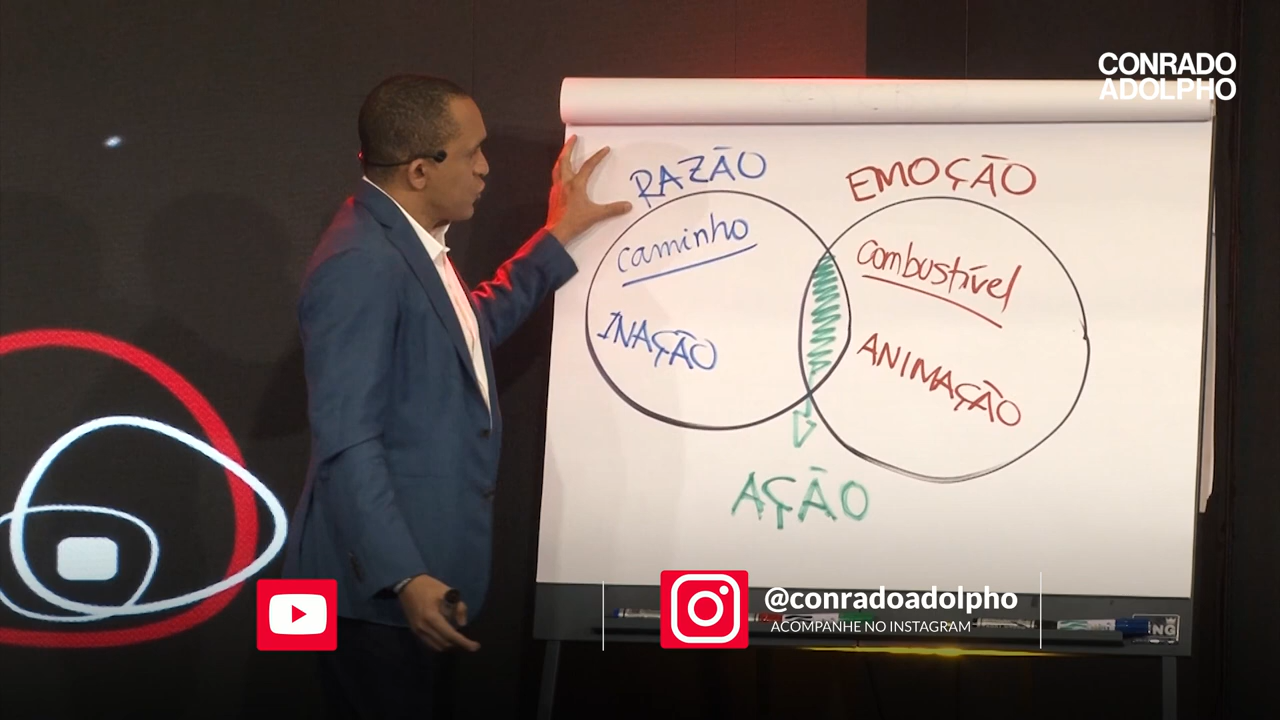 CONRADO
ADOLPHO
RAZÃO
EMOÇÃO
caminho
combustível
INAÇÃO
ANIMAÇÃO
AÇÃO
@conradoadolpho
ACOMPANHE NO INSTAGRAM